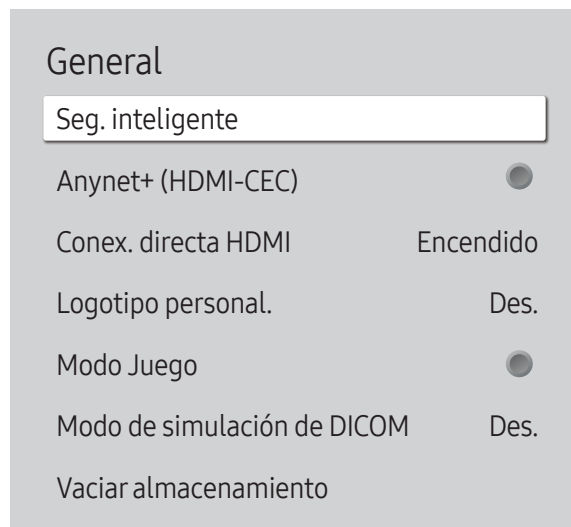 General
Seg. inteligente
Anynet+ (HDMI-CEC)
Conex. directa HDMI Encendido
Logotipo personal. Des.
Modo Juego
Modo de simulación de DICOM Des.
Vaciar almacenamiento